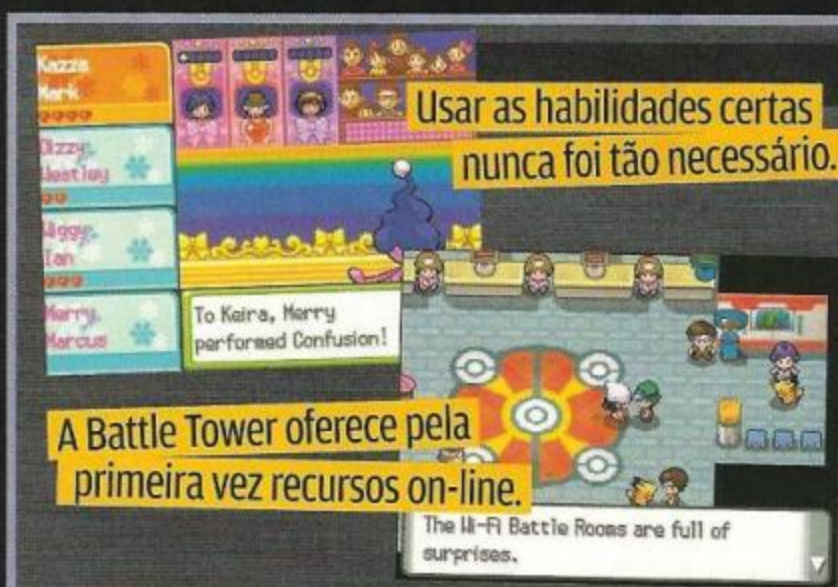 Kazza
Mark
Dizzy
Westley
Wiggy
Ian
Merry
Marcus
Usar as habilidades certas
nunca foi tão necessário.
To Keira, Merry
performed Confusion!
A Battle Tower oferece pela
primeira vez recursos on-line.
The Wi-Fi Battle Rooms are full of
surprises.